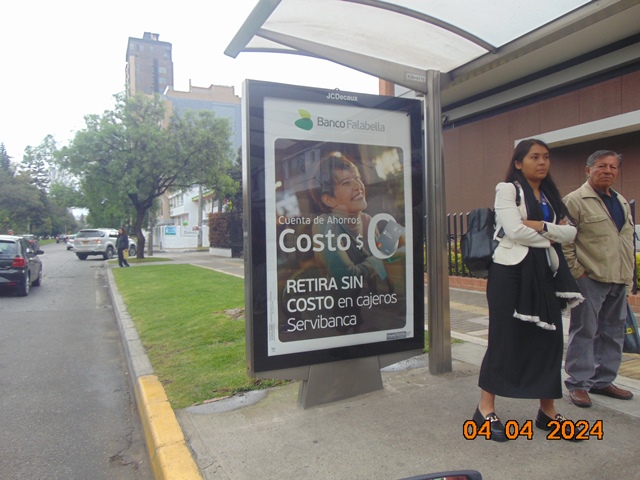 JCDecaux
Banco Falabella
Cuenta de Ahorros
Costo $0
RETIRA SIN
COSTO en cajeros
Servibanca
04 04 2024